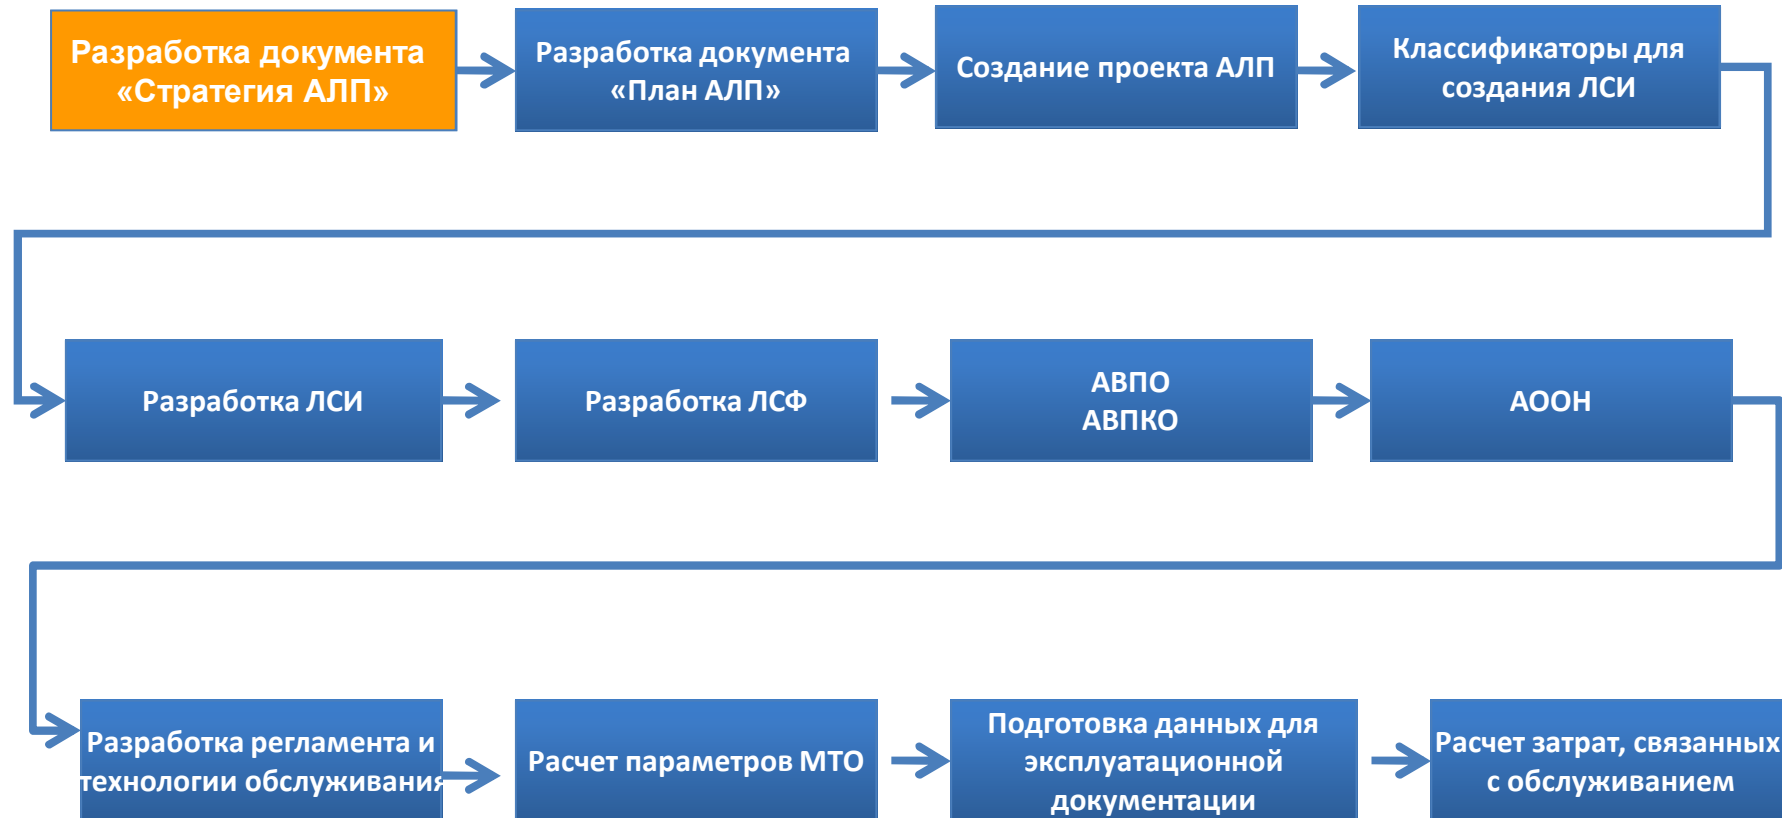 Разработка документа
«Стратегия АЛП»
Разработка документа
«План АЛП»
Создание проекта АЛП
Классификаторы для
создания ЛСИ
Разработка ЛСИ
Разработка ЛСФ
АВПО
АВПКО
АООН
Разработка регламента и
технологии обслуживания
Расчет параметров МТО
Подготовка данных для
эксплуатационной
документации
Расчет затрат, связанных
с обслуживанием